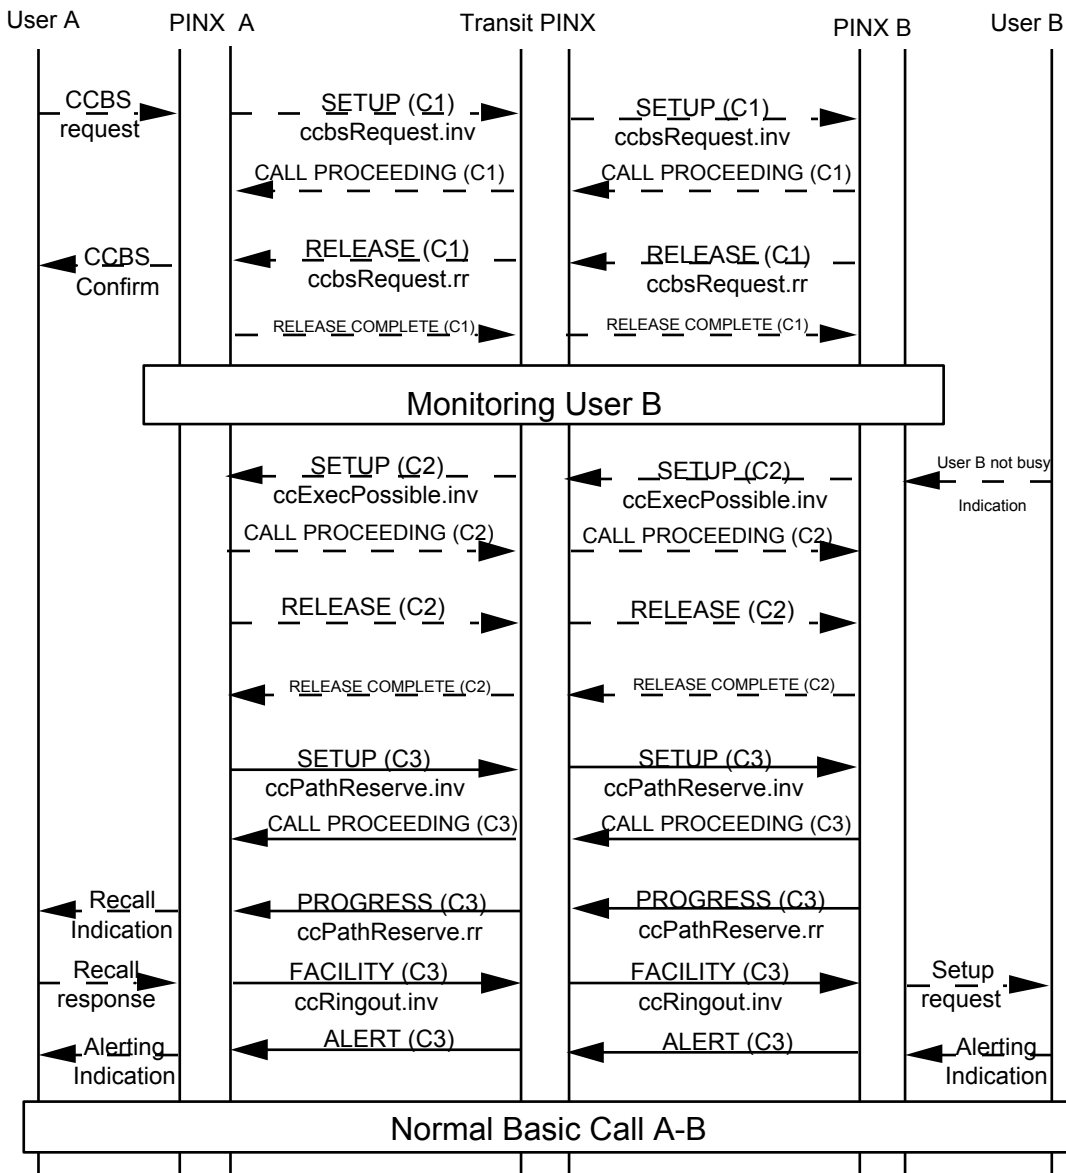 User A PINX A Transit PINX PINX B User B
CCBS SETUP (C1) SETUP (C1)
request ccbsRequest.inv ccbsRequest.inv
CALL PROCEEDING (C1) CALL PROCEEDING (C1)
CCBS RELEASE (C1) RELEASE (C1)
Confirm ccbsRequest.rr ccbsRequest.rr
RELEASE COMPLETE (C1) RELEASE COMPLETE (C1)
Monitoring User B
SETUP (C2) SETUP (C2) User B not busy
ccExecPossible.inv ccExecPossible.inv Indication
CALL PROCEEDING (C2) CALL PROCEEDING (C2)
RELEASE (C2) RELEASE (C2)
RELEASE COMPLETE (C2) RELEASE COMPLETE (C2)
SETUP (C3) SETUP (C3)
ccPathReserve.inv ccPathReserve.inv
CALL PROCEEDING (C3) CALL PROCEEDING (C3)
Recall PROGRESS (C3) PROGRESS (C3)
Indication ccPathReserve.rr ccPathReserve.rr
Recall FACILITY (C3) FACILITY (C3) Setup
response ccRingout.inv ccRingout.inv request
Alerting ALERT (C3) ALERT (C3) Alerting
Indication Indication
Normal Basic Call A-B